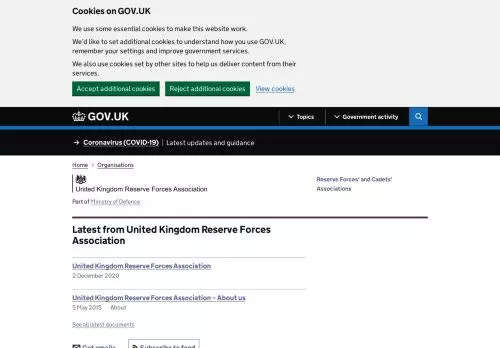 Cookies on GOV.UK
We use some essential cookies to make this website work.
We'd like to set additional cookies to understand how you use GOV.UK,
remember your settings and improve government services.
We also use cookies set by other sites to help us deliver content from their
services.
Accept additional cookies Reject additional cookies View cookies
GOV.UK Topics Government activity
→ Coronavirus (COVID-19) Latest updates and guidance
Home > Organisations
United Kingdom Reserve Forces Association
Reserve Forces' and Cadets'
Associations
Part of Ministry of Defence
Latest from United Kingdom Reserve Forces
Association
United Kingdom Reserve Forces Association
2 December 2020
United Kingdom Reserve Forces Association – About us
5 May 2015 About
See all latest documents
Get emails Subscribe to feed